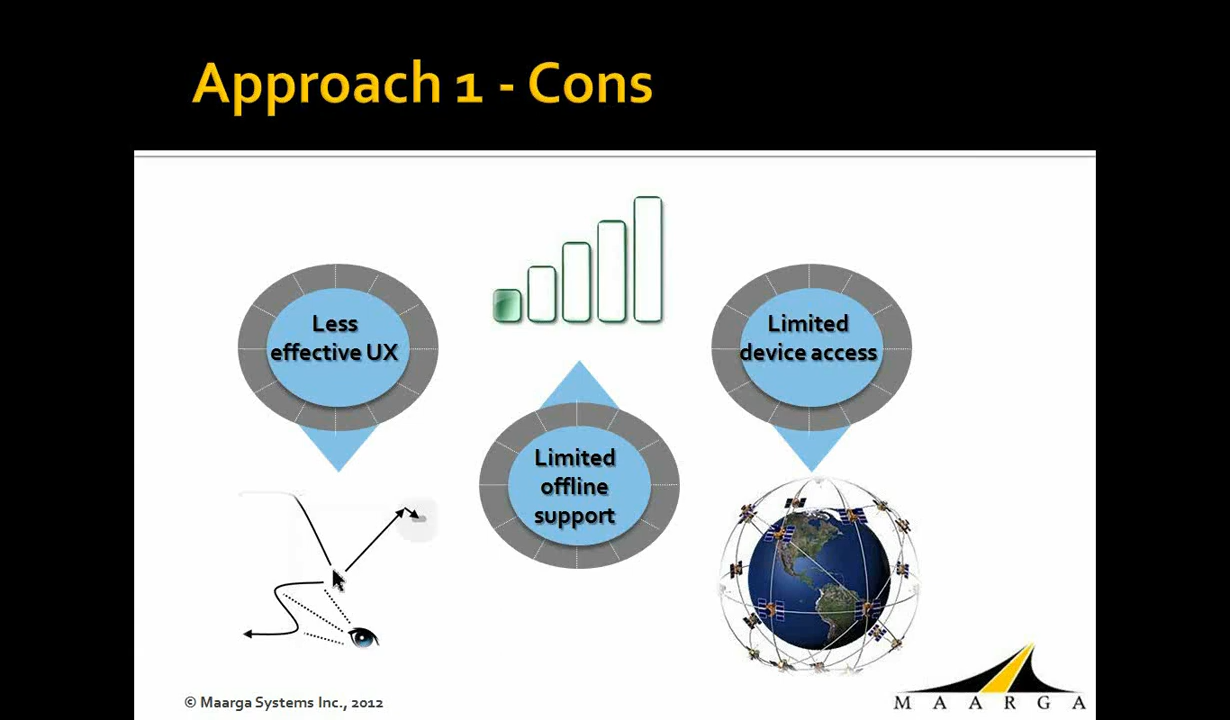 Approach 1 - Cons
Less
effective UX
Limited
offline
support
Limited
device access
© Maarga Systems Inc., 2012
MAARGA